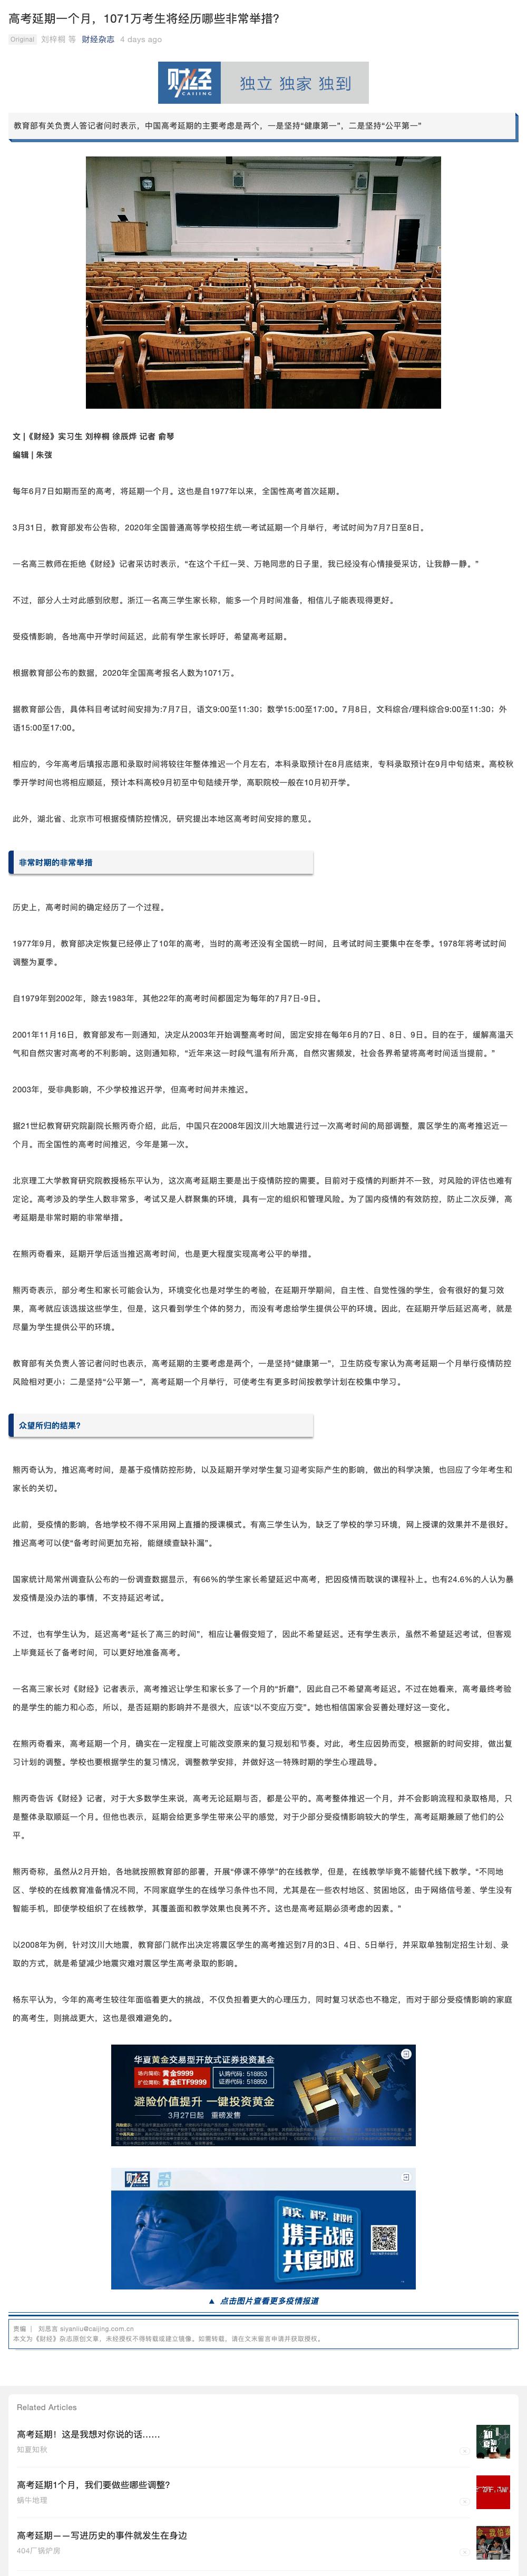 高考延期一个月，1071万考生将经历哪些非常举措?
Original 刘梓桐 等 财经杂志 4 days ago
财经
CAIJING
独立 独家 独到
教育部有关负责人答记者问时表示，中国高考延期的主要考虑是两个，一是坚持“健康第一”，二是坚持“公平第一”
文 |《财经》实习生 刘梓桐 徐辰烨 记者 俞琴
编辑 | 朱弢
每年6月7日如期而至的高考，将延期一个月。这也是自1977年以来，全国性高考首次延期。
3月31日，教育部发布公告称，2020年全国普通高等学校招生统一考试延期一个月举行，考试时间为7月7日至8日。
一名高三教师在拒绝《财经》记者采访时表示，“在这个千红一哭、万艳同悲的日子里，我已经没有心情接受采访，让我静一静。”
不过，部分人士对此感到欣慰。浙江一名高三学生家长称，能多一个月时间准备，相信儿子能表现得更好。
受疫情影响，各地高中开学时间延迟，此前有学生家长呼吁，希望高考延期。
根据教育部公布的数据，2020年全国高考报名人数为1071万。
据教育部公告，具体科目考试时间安排为:7月7日，语文9:00至11:30；数学15:00至17:00。7月8日，文科综合/理科综合9:00至11:30；外
语15:00至17:00。
相应的，今年高考后填报志愿和录取时间将较往年整体推迟一个月左右，本科录取预计在8月底结束，专科录取预计在9月中旬结束。高校秋
季开学时间也将相应顺延，预计本科高校9月初至中旬陆续开学，高职院校一般在10月初开学。
此外，湖北省、北京市可根据疫情防控情况，研究提出本地区高考时间安排的意见。
非常时期的非常举措
历史上，高考时间的确定经历了一个过程。
1977年9月，教育部决定恢复已经停止了10年的高考，当时的高考还没有全国统一时间，且考试时间主要集中在冬季。1978年将考试时间
调整为夏季。
自1979年到2002年，除去1983年，其他22年的高考时间都固定为每年的7月7日-9日。
2001年11月16日，教育部发布一则通知，决定从2003年开始调整高考时间，固定安排在每年6月的7日、8日、9日。目的在于，缓解高温天
气和自然灾害对高考的不利影响。这则通知称，“近年来这一时段气温有所升高，自然灾害频发，社会各界希望将高考时间适当提前。”
2003年，受非典影响，不少学校推迟开学，但高考时间并未推迟。
据21世纪教育研究院副院长熊丙奇介绍，此后，中国只在2008年因汶川大地震进行过一次高考时间的局部调整，震区学生的高考推迟近一
个月。而全国性的高考时间推迟，今年是第一次。
北京理工大学教育研究院教授杨东平认为，这次高考延期主要是出于疫情防控的需要。目前对于疫情的判断并不一致，对风险的评估也难有
定论。高考涉及的学生人数非常多，考试又是人群聚集的环境，具有一定的组织和管理风险。为了国内疫情的有效防控，防止二次反弹，高
考延期是非常时期的非常举措。
在熊丙奇看来，延期开学后适当推迟高考时间，也是更大程度实现高考公平的举措。
熊丙奇表示，部分考生和家长可能会认为，环境变化也是对学生的考验，在延期开学期间，自主性、自觉性强的学生，会有很好的复习效
果，高考就应该选拔这些学生，但是，这只看到学生个体的努力，而没有考虑给学生提供公平的环境。因此，在延期开学后延迟高考，就是
尽量为学生提供公平的环境。
教育部有关负责人答记者问时也表示，高考延期的主要考虑是两个，一是坚持“健康第一”，卫生防疫专家认为高考延期一个月举行疫情防控
风险相对更小；二是坚持“公平第一”，高考延期一个月举行，可使考生有更多时间按教学计划在校集中学习。
众望所归的结果?
熊丙奇认为，推迟高考时间，是基于疫情防控形势，以及延期开学对学生复习迎考实际产生的影响，做出的科学决策，也回应了今年考生和
家长的关切。
此前，受疫情的影响，各地学校不得不采用网上直播的授课模式。有高三学生认为，缺乏了学校的学习环境，网上授课的效果并不是很好。
推迟高考可以使“备考时间更加充裕，能继续查缺补漏”。
国家统计局常州调查队公布的一份调查数据显示，有66%的学生家长希望延迟中高考，把因疫情而耽误的课程补上。也有24.6%的人认为暴
发疫情是没办法的事情，不支持延迟考试。
不过，也有学生认为，延迟高考“延长了高三的时间”，相应让暑假变短了，因此不希望延迟。还有学生表示，虽然不希望延迟考试，但客观
上毕竟延长了备考时间，可以更好地准备高考。
一名高三家长对《财经》记者表示，高考推迟让学生和家长多了一个月的“折磨”，因此自己不希望高考延迟。不过在她看来，高考最终考验
的是学生的能力和心态，所以，是否延期的影响并不是很大，应该“以不变应万变”。她也相信国家会妥善处理好这一变化。
在熊丙奇看来，高考延期一个月，确实在一定程度上可能改变原来的复习规划和节奏。对此，考生应因势而变，根据新的时间安排，做出复
习计划的调整。学校也要根据学生的复习情况，调整教学安排，并做好这一特殊时期的学生心理疏导。
熊丙奇告诉《财经》记者，对于大多数学生来说，高考无论延期与否，都是公平的。高考整体推迟一个月，并不会影响流程和录取格局，只
是整体录取顺延一个月。但他也表示，延期会给更多学生带来公平的感觉，对于少部分受疫情影响较大的学生，高考延期兼顾了他们的公
平。
熊丙奇称，虽然从2月开始，各地就按照教育部的部署，开展“停课不停学”的在线教学，但是，在线教学毕竟不能替代线下教学。“不同地
区、学校的在线教育准备情况不同，不同家庭学生的在线学习条件也不同，尤其是在一些农村地区、贫困地区，由于网络信号差、学生没有
智能手机，即使学校组织了在线教学，其覆盖面和教学效果也良莠不齐。这也是高考延期必须考虑的因素。”
以2008年为例，针对汶川大地震，教育部门就作出决定将震区学生的高考推迟到7月的3日、4日、5日举行，并采取单独制定招生计划、录
取的方式，就是希望减少地震灾难对震区学生高考录取的影响。
杨东平认为，今年的高考生较往年面临着更大的挑战，不仅负担着更大的心理压力，同时复习状态也不稳定，而对于部分受疫情影响的家庭
的高考生，则挑战更大，这也是很难避免的。
华夏黄金交易型开放式证券投资基金
场内简称: 黄金9999
扩位简称: 黄金ETF9999
认购代码: 518853
证券代码: 518850
避险价值提升 一键投资黄金
3月27日起 重磅发售
财经
真实、科学、建设性
携手战疫
共度时艰
▲ 点击图片查看更多疫情报道
责编 | 刘思言 siyanliu@caijing.com.cn
本文为《财经》杂志原创文章，未经授权不得转载或建立镜像。如需转载，请在文末留言申请并获取授权。
Related Articles
高考延期！这是我想对你说的话……
知夏知秋
高考延期1个月，我们要做些哪些调整?
蜗牛地理
高考延期——写进历史的事件就发生在身边
404厂锅炉房